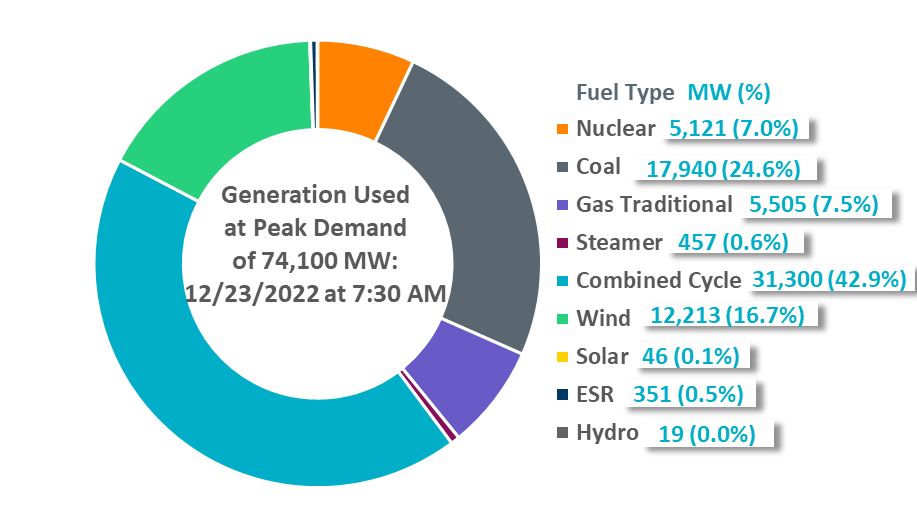 Generation Used
at Peak Demand
of 74,100 MW:
12/23/2022 at 7:30 AM
Fuel Type MW (%)
Nuclear 5,121 (7.0%)
Coal 17,940 (24.6%)
Gas Traditional 5,505 (7.5%)
Steamer 457 (0.6%)
Combined Cycle 31,300 (42.9%)
Wind 12,213 (16.7%)
Solar 46 (0.1%)
ESR 351 (0.5%)
Hydro 19 (0.0%)